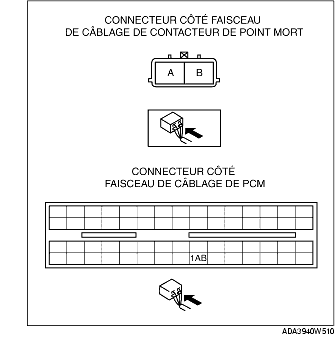 CONNECTEUR CÔTÉ FAISCEAU
DE CÂBLAGE DE CONTACTEUR DE POINT MORT
A B
CONNECTEUR CÔTÉ
FAISCEAU DE CÂBLAGE DE PCM
1AB
ADA3940W510